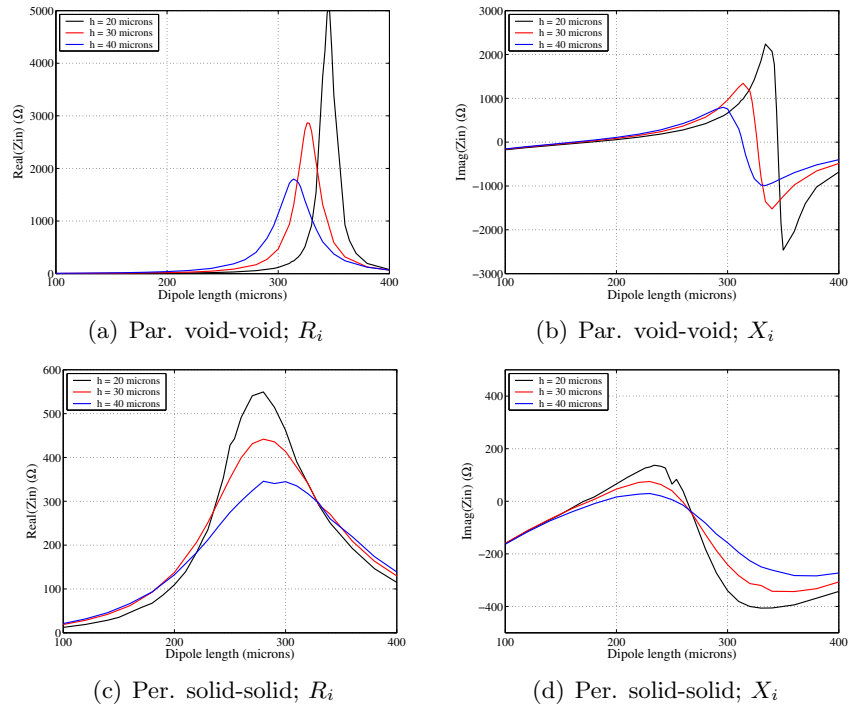 h = 20 microns
h = 30 microns
h = 40 microns
Real(Zin) (Ω)
5000
4000
3000
2000
1000
0
100
200
300
400
Dipole length (microns)
(a) Par. void-void; R_i
h = 20 microns
h = 30 microns
h = 40 microns
Imag(Zin) (Ω)
3000
2000
1000
0
−1000
−2000
−3000
100
200
300
400
Dipole length (microns)
(b) Par. void-void; X_i
h = 20 microns
h = 30 microns
h = 40 microns
Real(Zin) (Ω)
600
500
400
300
200
100
0
100
200
300
400
Dipole length (microns)
(c) Per. solid-solid; R_i
h = 20 microns
h = 30 microns
h = 40 microns
Imag(Zin) (Ω)
400
200
0
−200
−400
100
200
300
400
Dipole length (microns)
(d) Per. solid-solid; X_i